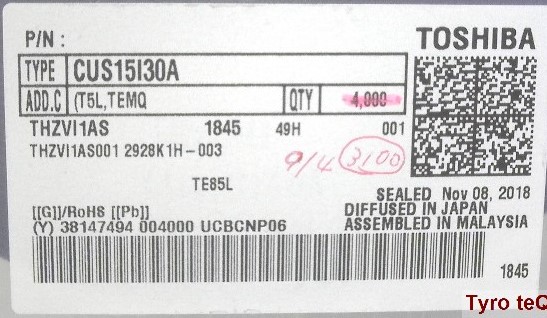 P/N :
TOSHIBA
TYPE CUS15I30A
ADD.C (T5L,TEMQ QTY 4,000
THZVI1AS 1845 49H 001
THZVI1AS001 2928K1H-003
9/4 3100
TE85L
SEALED Nov 08, 2018
[[G]]/RoHS [[Pb]] DIFFUSED IN JAPAN
(Y) 38147494 004000 UCBCNP06 ASSEMBLED IN MALAYSIA
1845
Tyro teQ